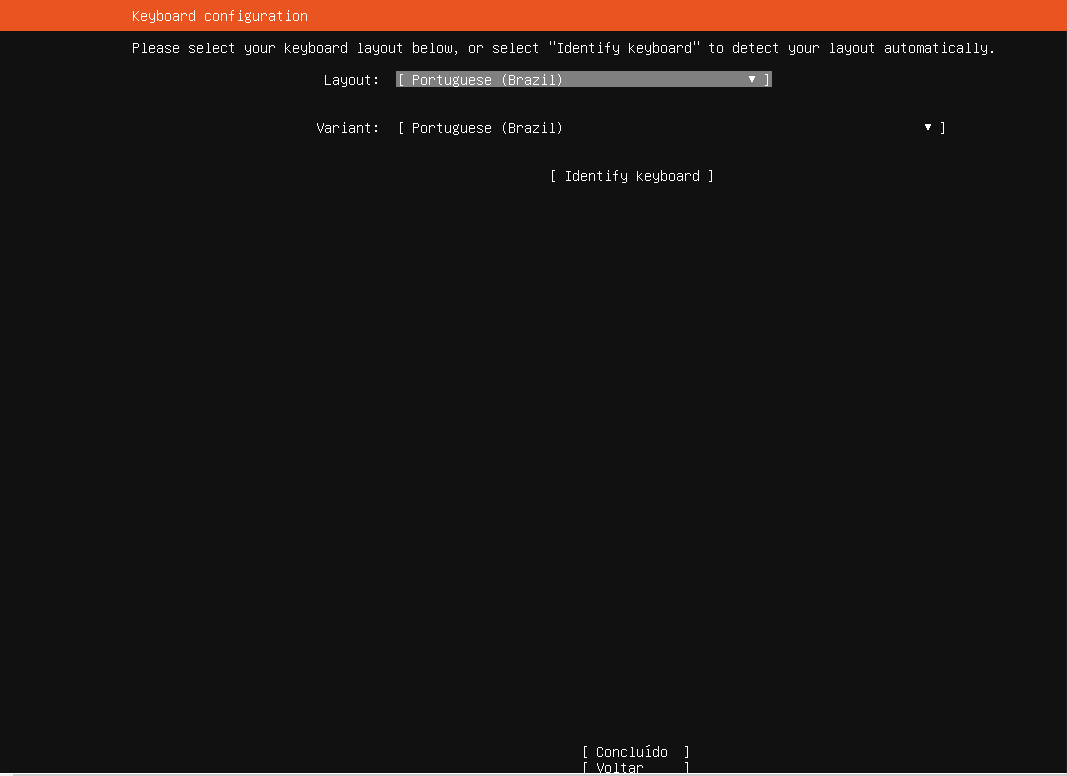 Keyboard configuration
Please select your keyboard layout below, or select "Identify keyboard" to detect your layout automatically.
Layout: [ Portuguese (Brazil) ▼ ]
Variant: [ Portuguese (Brazil) ▼ ]
[ Identify keyboard ]
[ Concluído ]
[ Voltar ]